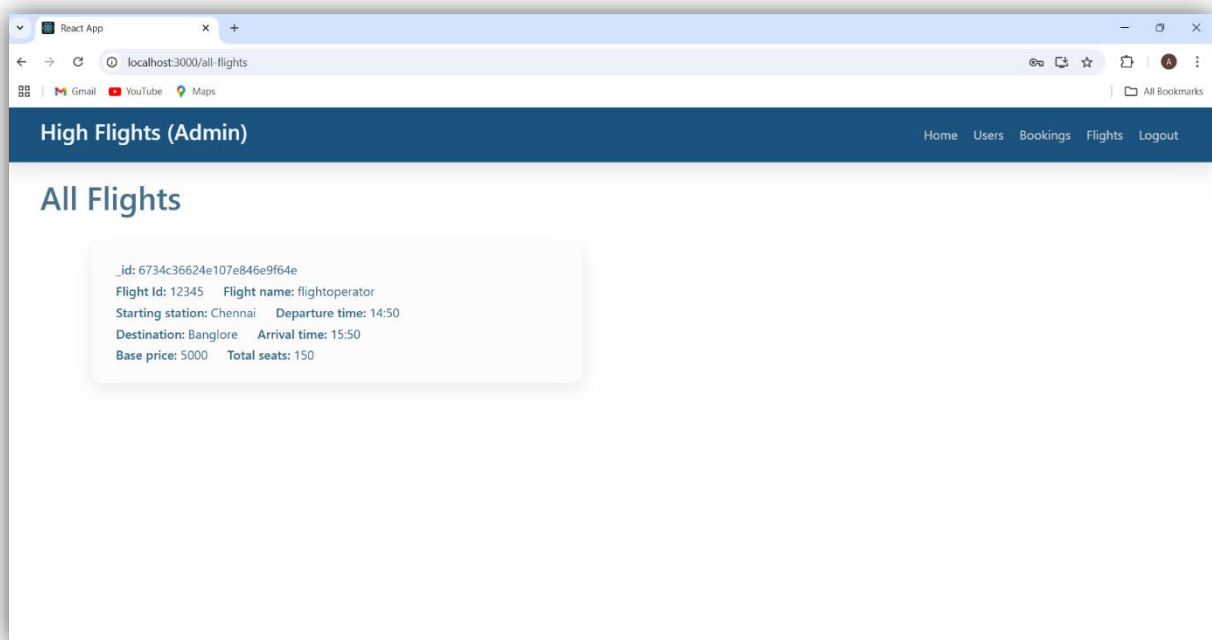 React App
localhost:3000/all-flights
A
Gmail YouTube Maps All Bookmarks
High Flights (Admin) Home Users Bookings Flights Logout
All Flights
_id: 6734c36624e107e846e9f64e
Flight Id: 12345 Flight name: flightoperator
Starting station: Chennai Departure time: 14:50
Destination: Banglore Arrival time: 15:50
Base price: 5000 Total seats: 150